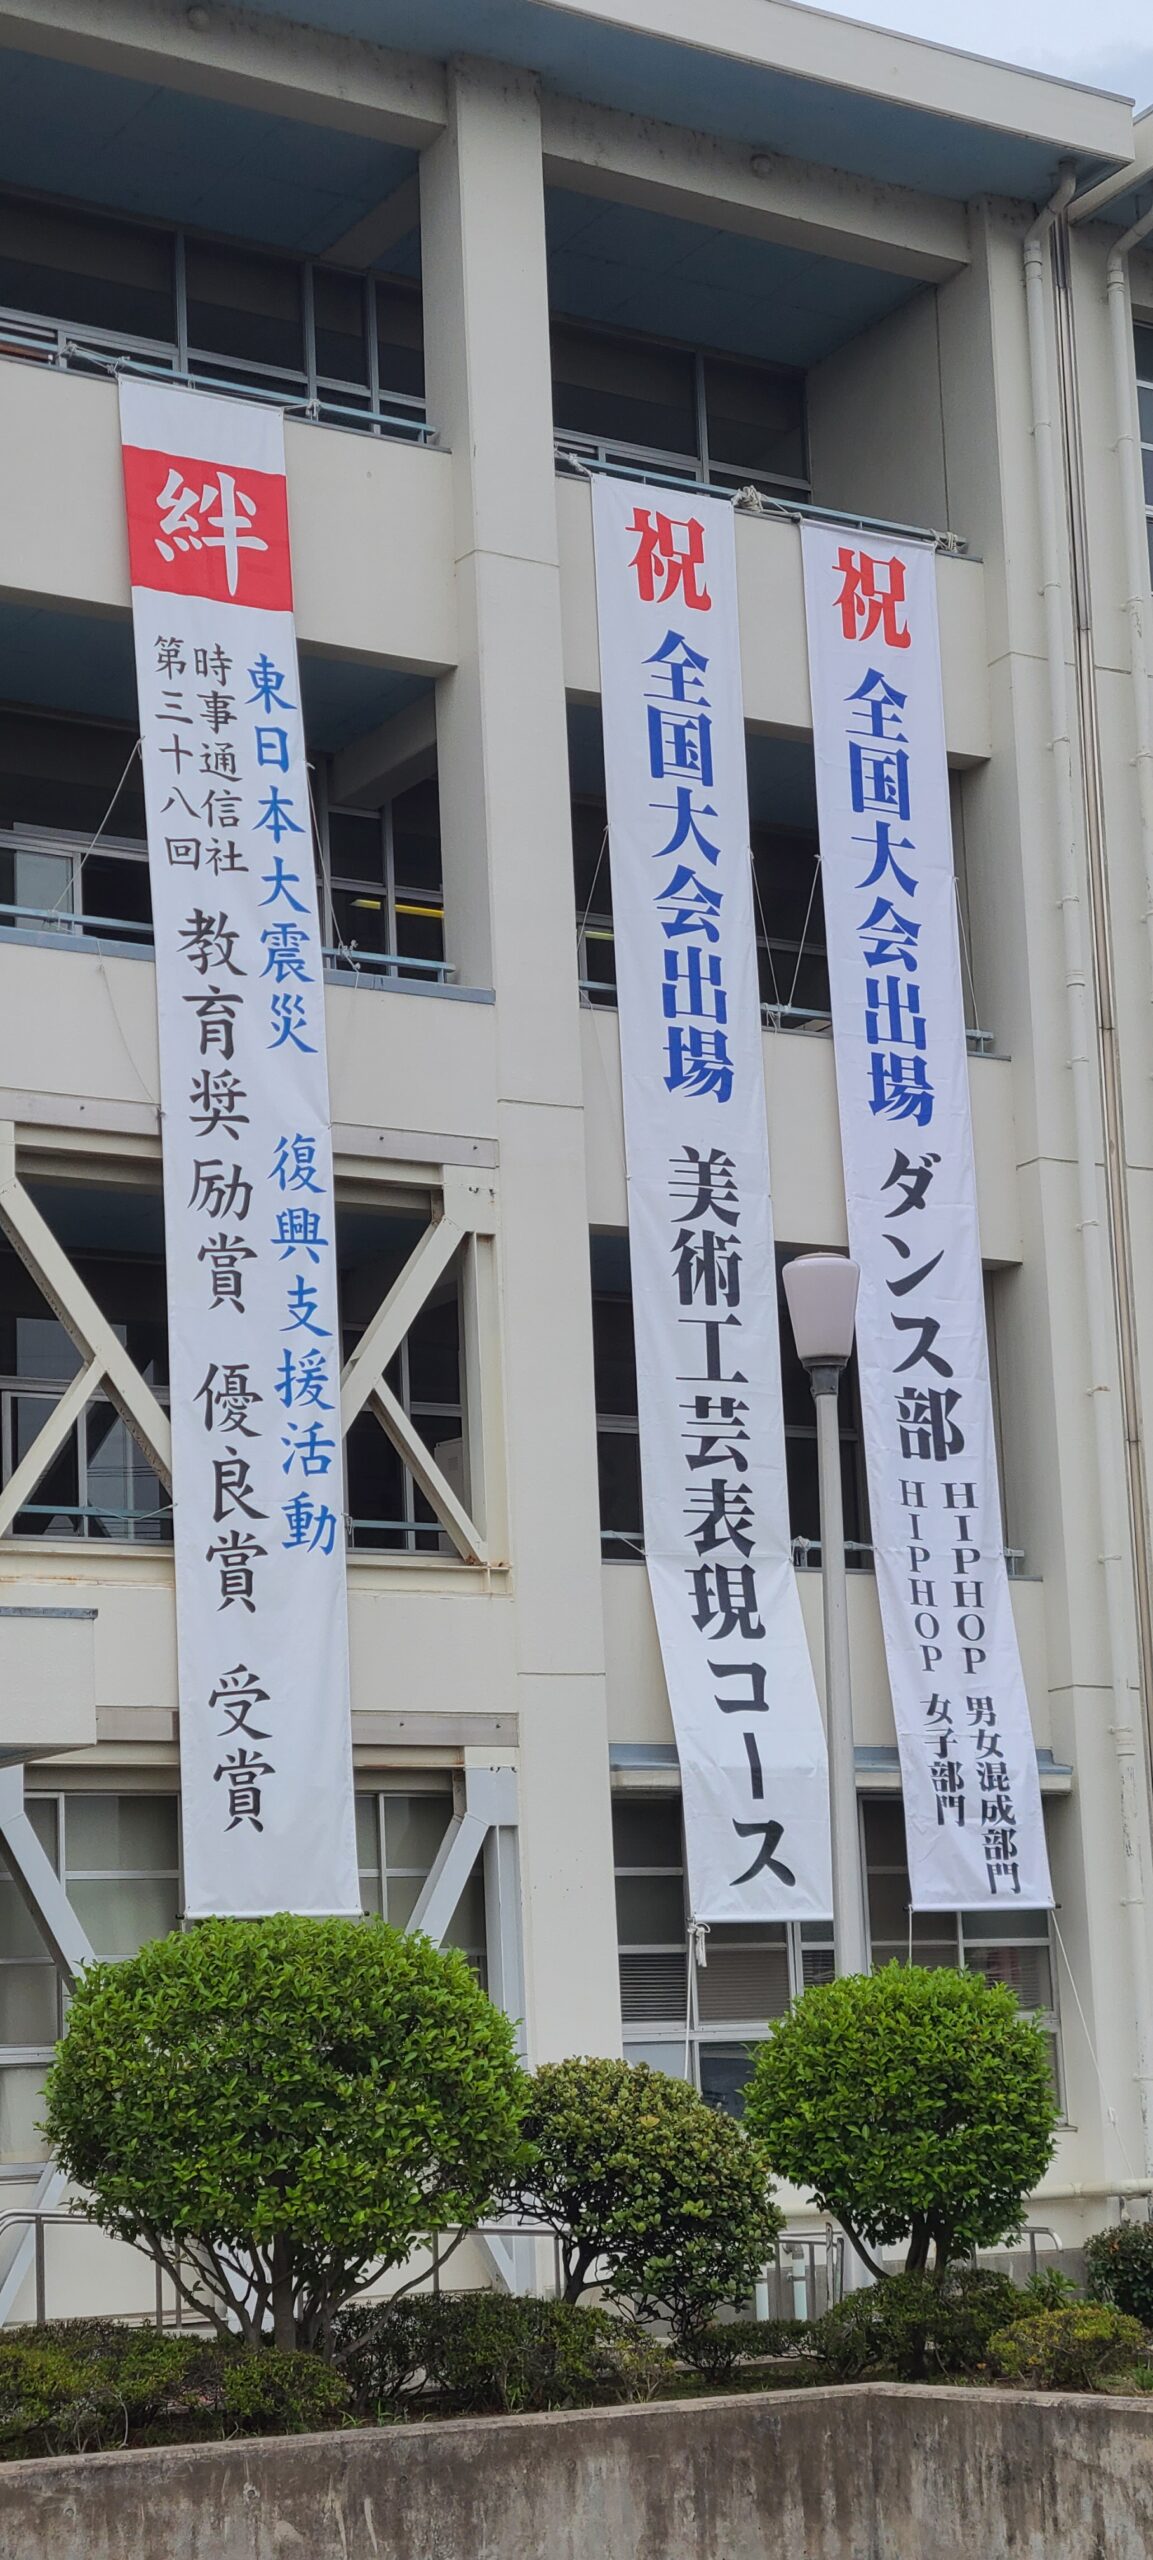 絆
東日本大震災 復興支援活動
時事通信社
第三十八回
教育奨励賞 優良賞 受賞
祝 全国大会出場 美術工芸表現コース
祝 全国大会出場 ダンス部
HIPHOP 男女混成部門
HIPHOP 女子部門